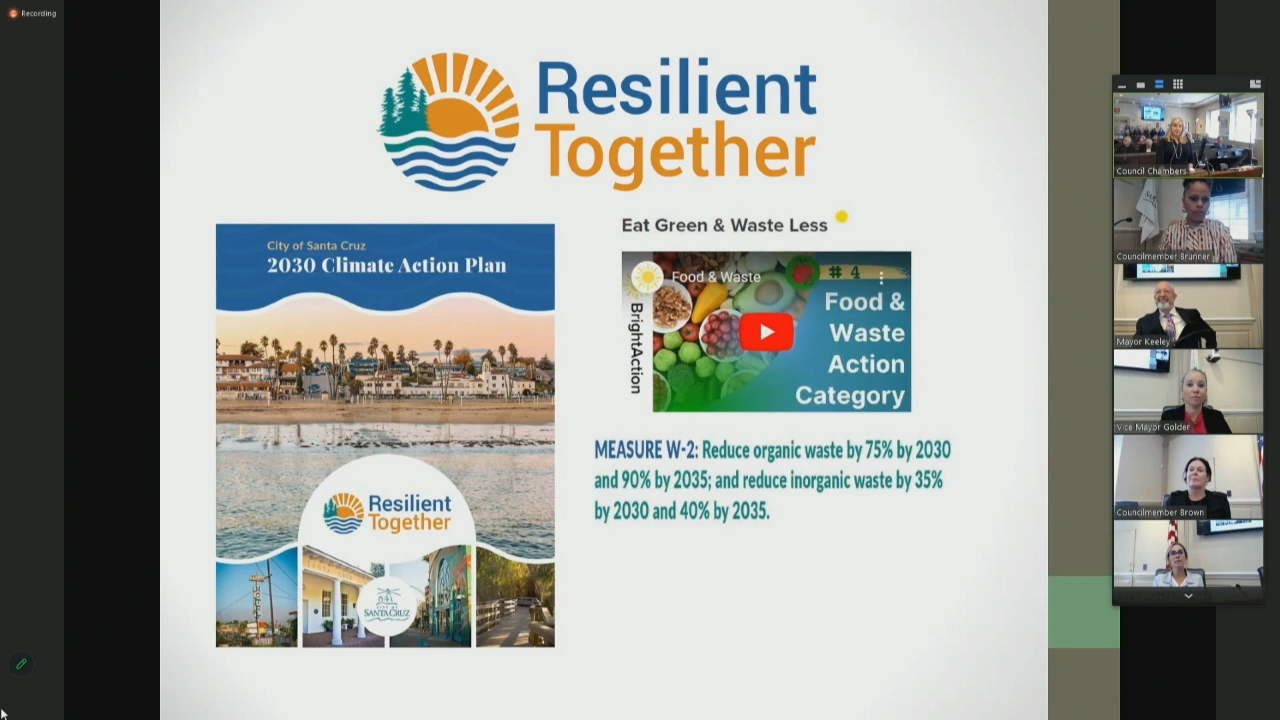 Recording
Resilient
Together
City of Santa Cruz
2030 Climate Action Plan
Resilient
Together
CITY OF
SANTA CRUZ
Eat Green & Waste Less
Food & Waste
# 4
BrightAction
Food &
Waste
Action
Category
MEASURE W-2: Reduce organic waste by 75% by 2030
and 90% by 2035; and reduce inorganic waste by 35%
by 2030 and 40% by 2035.
Council Chambers
Councilmember Brunner
Mayor Keeley
Vice Mayor Golder
Councilmember Brown